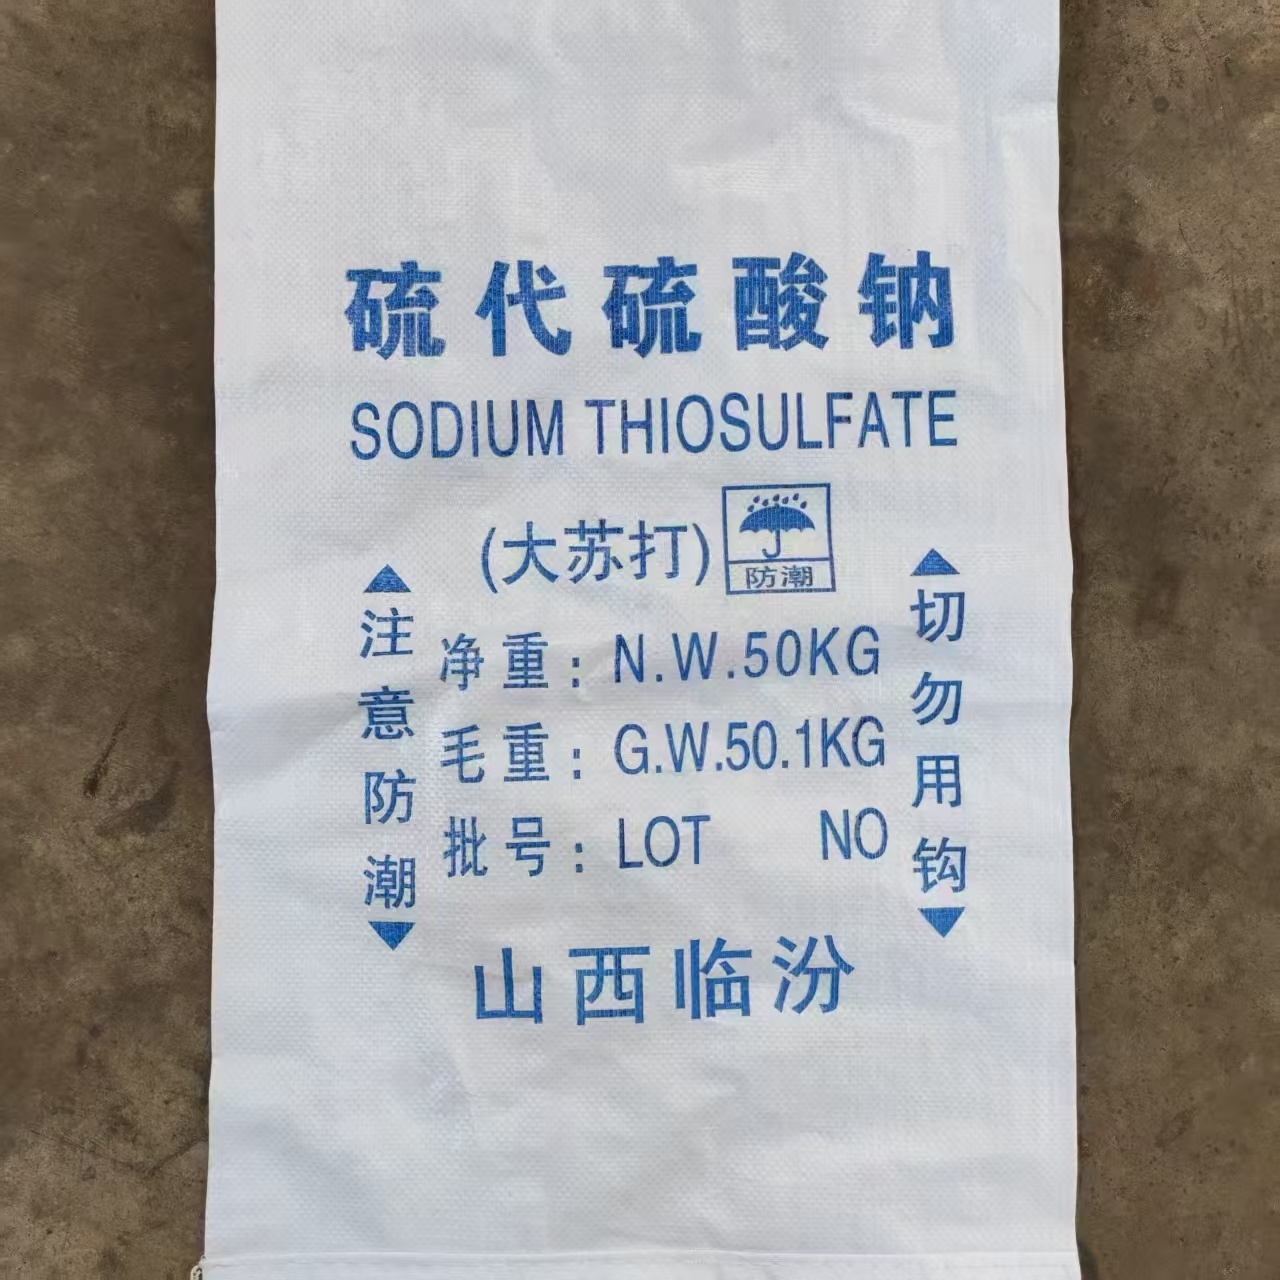 硫代硫酸钠
SODIUM THIOSULFATE
(大苏打)
防潮
注意防潮
净重：N.W.50KG
毛重：G.W.50.1KG
批号：LOT NO
切勿用钩
山西临汾